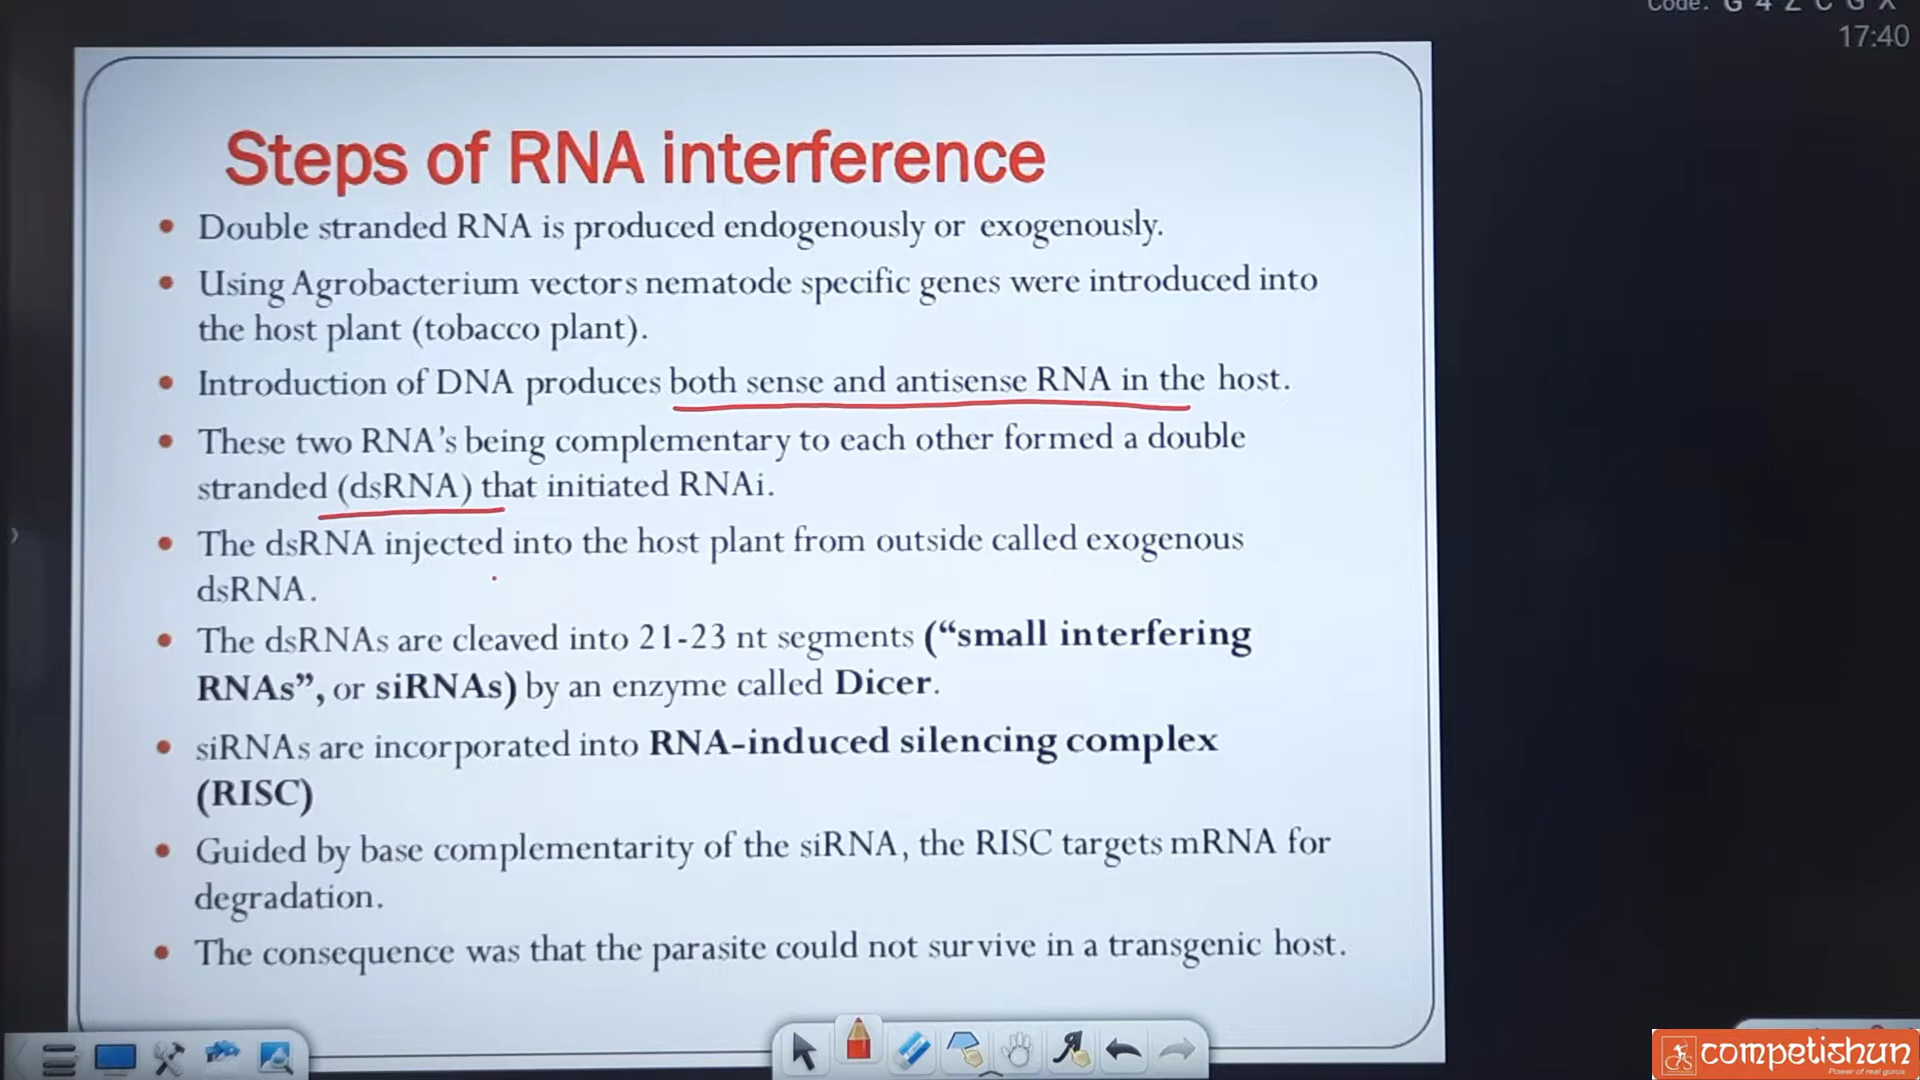 Code: G 4 Z C G X
17:40
Steps of RNA interference
• Double stranded RNA is produced endogenously or exogenously.
• Using Agrobacterium vectors nematode specific genes were introduced into
the host plant (tobacco plant).
• Introduction of DNA produces both sense and antisense RNA in the host.
• These two RNA's being complementary to each other formed a double
stranded (dsRNA) that initiated RNAi.
• The dsRNA injected into the host plant from outside called exogenous
dsRNA.
• The dsRNAs are cleaved into 21-23 nt segments (“small interfering
RNAs”, or siRNAs) by an enzyme called Dicer.
• siRNAs are incorporated into RNA-induced silencing complex
(RISC)
• Guided by base complementarity of the siRNA, the RISC targets mRNA for
degradation.
• The consequence was that the parasite could not survive in a transgenic host.
competishun
Power of real gurus